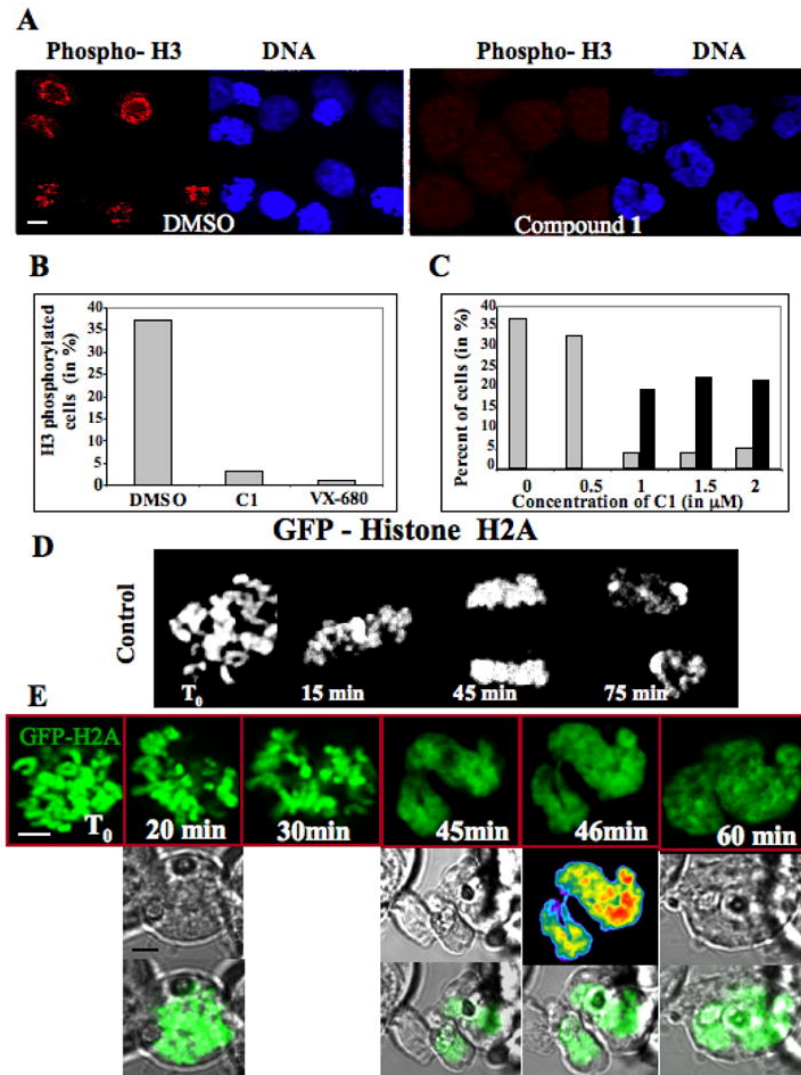 A
Phospho- H3 DNA Phospho- H3 DNA
DMSO Compound 1
B C
H3 phosphorylated cells (in %)
40
35
30
25
20
15
10
5
0
DMSO C1 VX-680
Percent of cells (in %)
40
35
30
25
20
15
10
5
0
0 0.5 1 1.5 2
Concentration of C1 (in µM)
GFP - Histone H2A
D
Control
T0 15 min 45 min 75 min
E
GFP-H2A
T0 20 min 30min 45min 46min 60 min